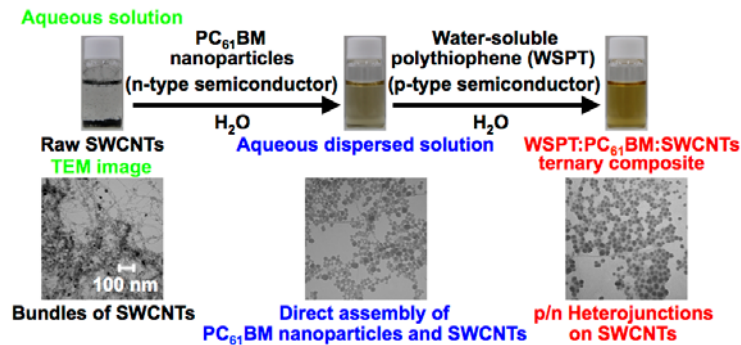 Aqueous solution
PC₆₁BM
nanoparticles
(n-type semiconductor)
H₂O
Water-soluble
polythiophene (WSPT)
(p-type semiconductor)
H₂O
Raw SWCNTs
Aqueous dispersed solution
WSPT:PC₆₁BM:SWCNTs
ternary composite
TEM image
100 nm
Bundles of SWCNTs
Direct assembly of
PC₆₁BM nanoparticles and SWCNTs
p/n Heterojunctions
on SWCNTs